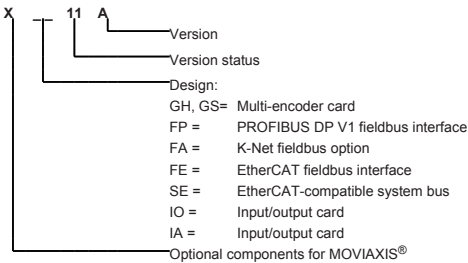 X _ _ 11 A
Version
Version status
Design:
GH, GS= Multi-encoder card
FP = PROFIBUS DP V1 fieldbus interface
FA = K-Net fieldbus option
FE = EtherCAT fieldbus interface
SE = EtherCAT-compatible system bus
IO = Input/output card
IA = Input/output card
Optional components for MOVIAXIS®